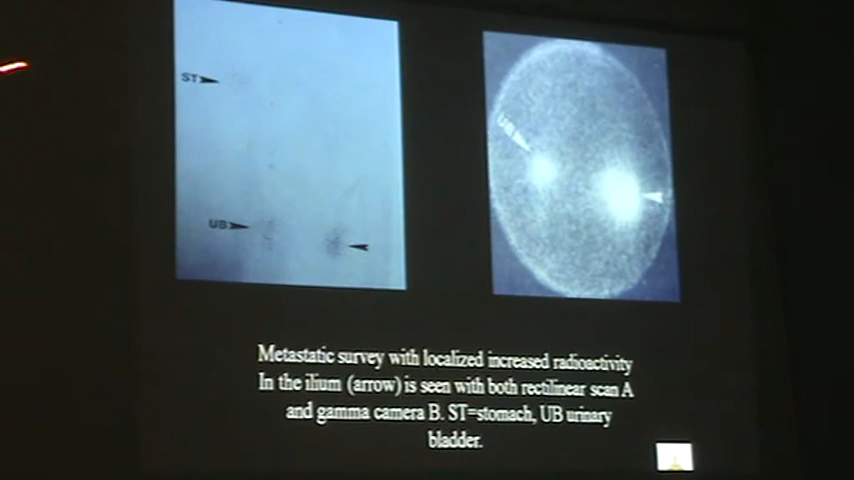 ST
UB
UB
Metastatic survey with localized increased radioactivity
In the ilium (arrow) is seen with both rectilinear scan A
and gamma camera B. ST=stomach, UB urinary
bladder.